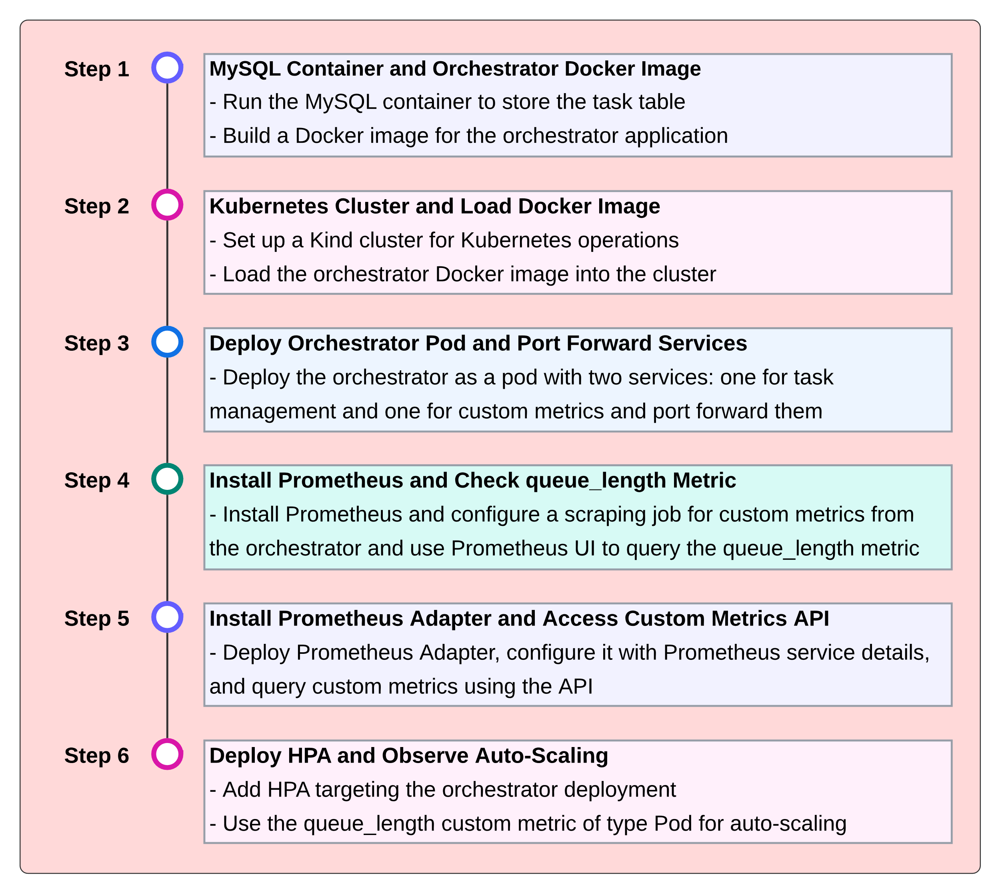 Step 1
MySQL Container and Orchestrator Docker Image
- Run the MySQL container to store the task table
- Build a Docker image for the orchestrator application
Step 2
Kubernetes Cluster and Load Docker Image
- Set up a Kind cluster for Kubernetes operations
- Load the orchestrator Docker image into the cluster
Step 3
Deploy Orchestrator Pod and Port Forward Services
- Deploy the orchestrator as a pod with two services: one for task
management and one for custom metrics and port forward them
Step 4
Install Prometheus and Check queue_length Metric
- Install Prometheus and configure a scraping job for custom metrics from
the orchestrator and use Prometheus UI to query the queue_length metric
Step 5
Install Prometheus Adapter and Access Custom Metrics API
- Deploy Prometheus Adapter, configure it with Prometheus service details,
and query custom metrics using the API
Step 6
Deploy HPA and Observe Auto-Scaling
- Add HPA targeting the orchestrator deployment
- Use the queue_length custom metric of type Pod for auto-scaling